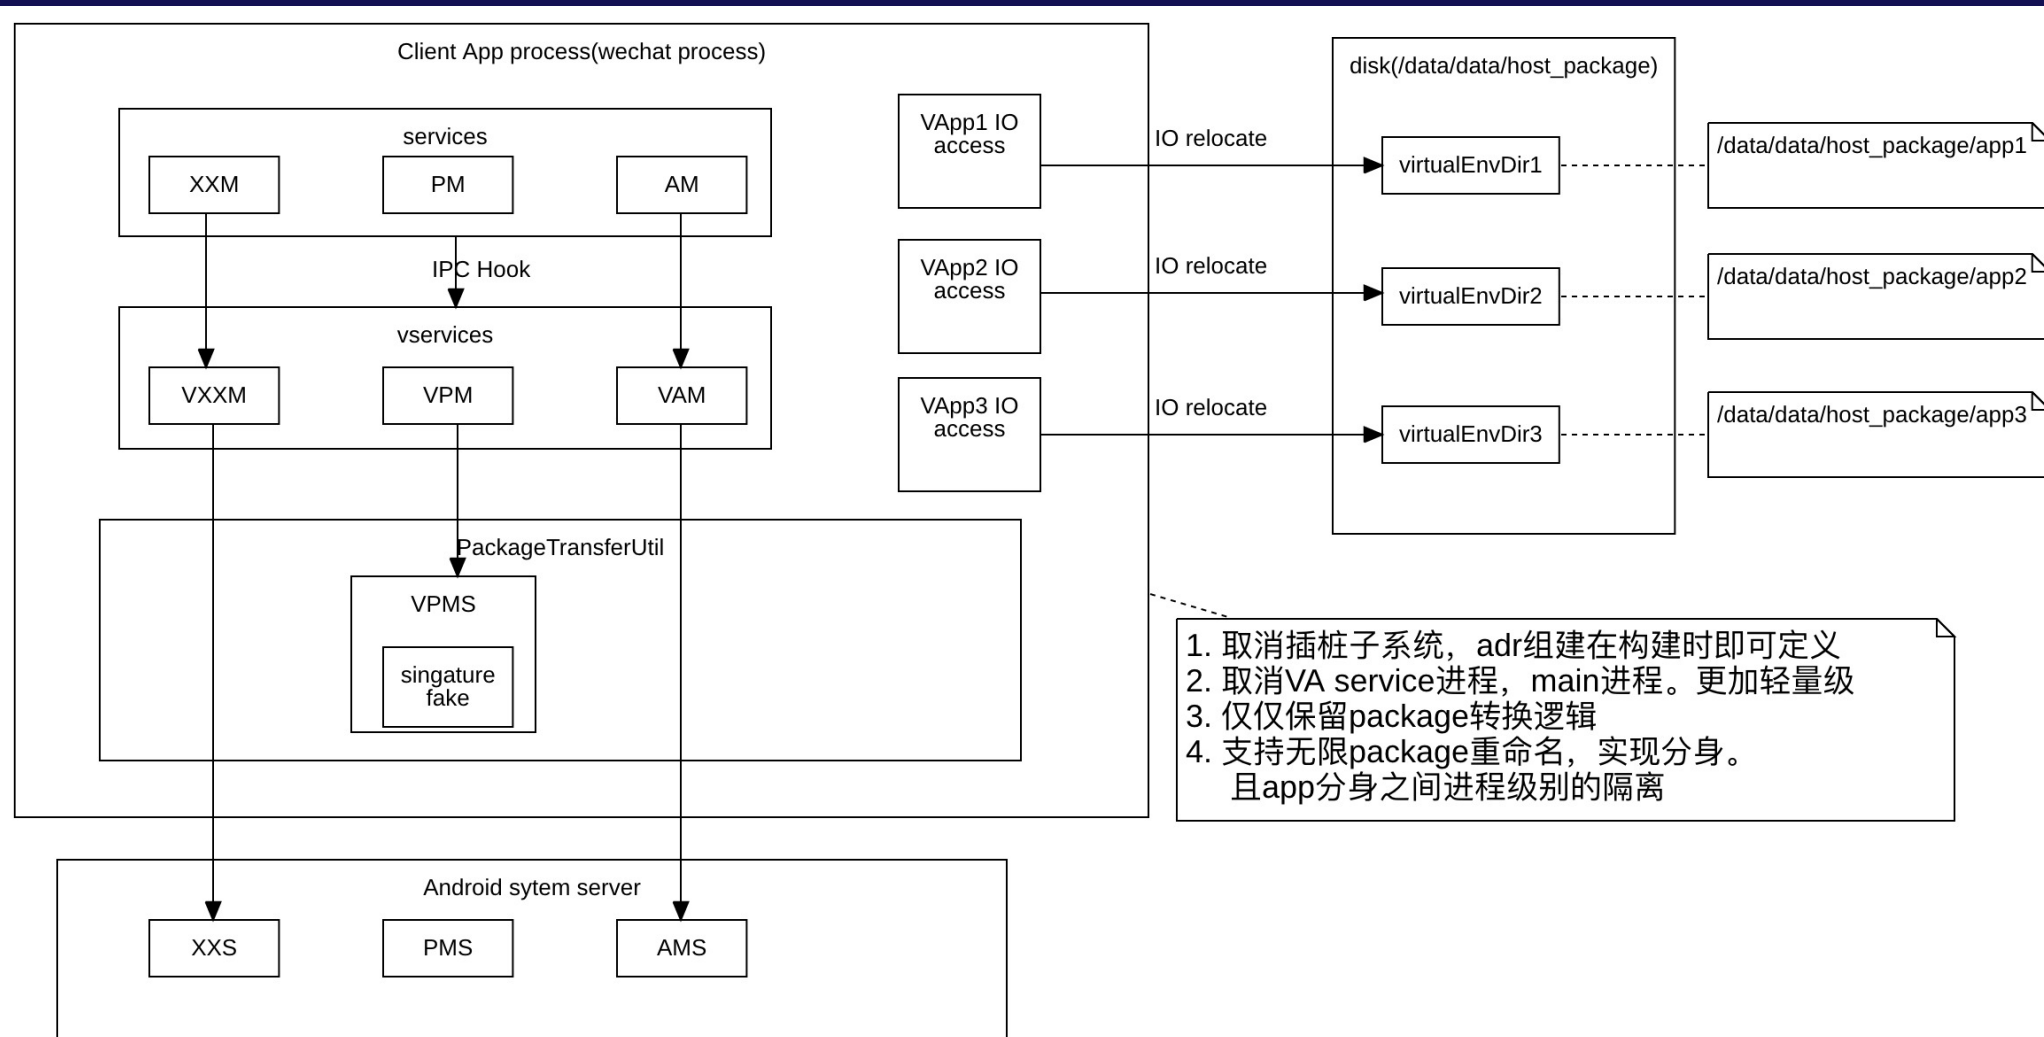 Client App process(wechat process)
services
XXM
PM
AM
IPC Hook
vservices
VXXM
VPM
VAM
PackageTransferUtil
VPMS
singature
fake
Android sytem server
XXS
PMS
AMS
VApp1 IO
access
VApp2 IO
access
VApp3 IO
access
IO relocate
IO relocate
IO relocate
disk(/data/data/host_package)
virtualEnvDir1
virtualEnvDir2
virtualEnvDir3
/data/data/host_package/app1
/data/data/host_package/app2
/data/data/host_package/app3
1. 取消插桩子系统，adr组建在构建时即可定义
2. 取消VA service进程，main进程。更加轻量级
3. 仅仅保留package转换逻辑
4. 支持无限package重命名，实现分身。
且app分身之间进程级别的隔离